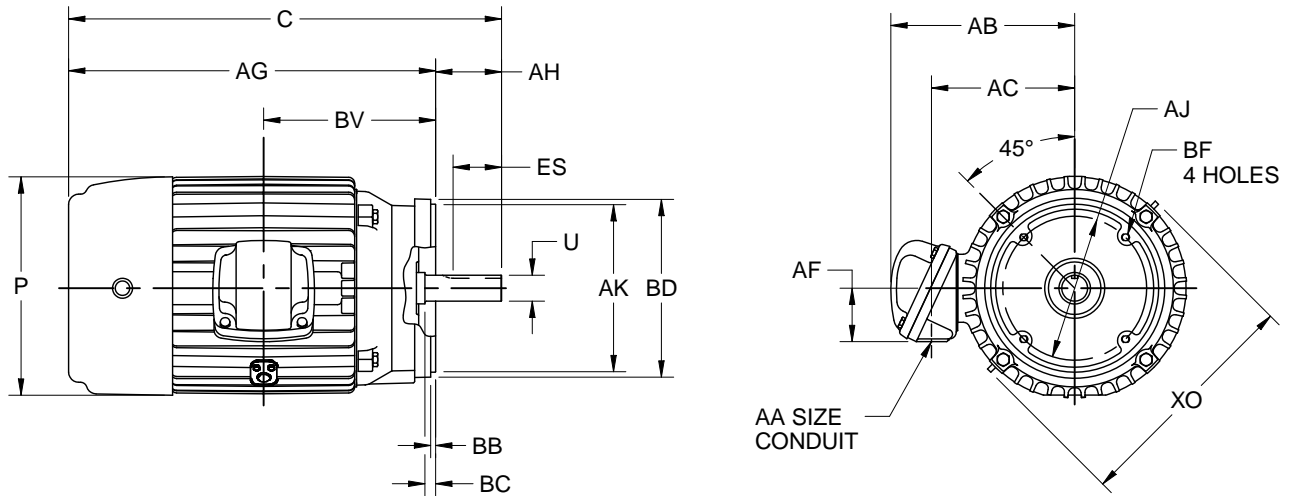 C
AG
AH
BV
ES
U
P
AK
BD
BB
BC
AB
AC
AJ
45°
BF
4 HOLES
AF
AA SIZE
CONDUIT
XO